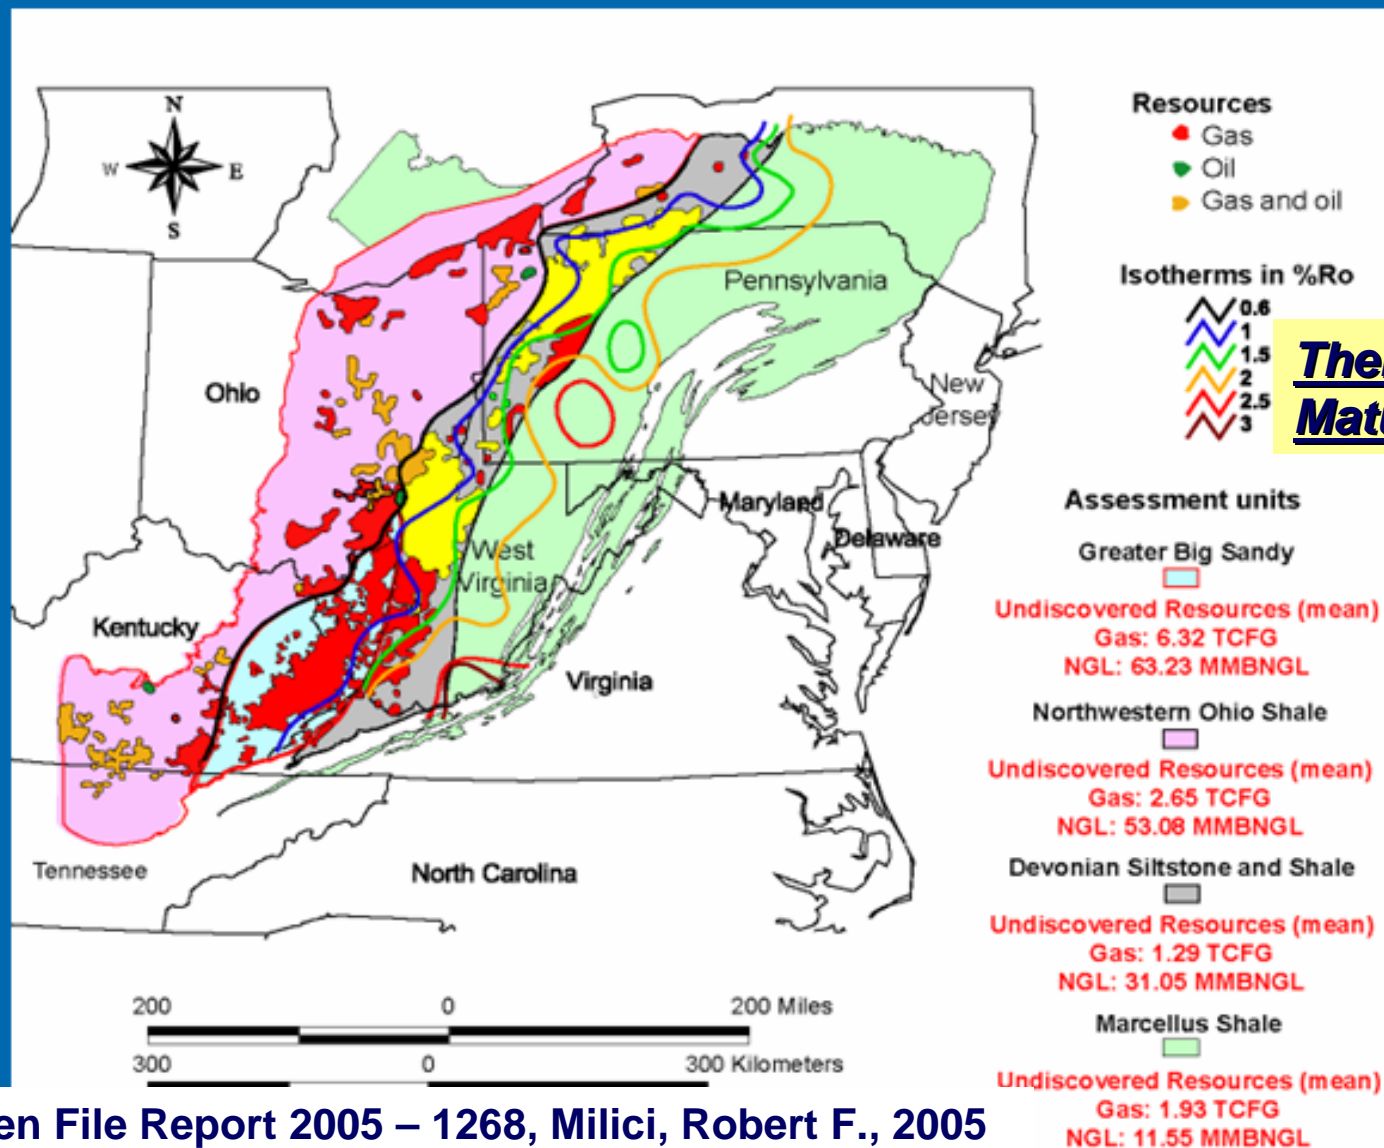 N
W
E
S
Ohio
Kentucky
Tennessee
North Carolina
Virginia
West
Virginia
Pennsylvania
New
Jersey
Maryland
Delaware
200
0
200 Miles
300
0
300 Kilometers
Resources
Gas
Oil
Gas and oil
Isotherms in %Ro
0.6
1
1.5
2
2.5
3
Assessment units
Greater Big Sandy
Undiscovered Resources (mean)
Gas: 6.32 TCFG
NGL: 63.23 MMBNGL
Northwestern Ohio Shale
Undiscovered Resources (mean)
Gas: 2.65 TCFG
NGL: 53.08 MMBNGL
Devonian Siltstone and Shale
Undiscovered Resources (mean)
Gas: 1.29 TCFG
NGL: 31.05 MMBNGL
Marcellus Shale
Undiscovered Resources (mean)
Gas: 1.93 TCFG
NGL: 11.55 MMBNGL
File Report 2005 – 1268, Milici, Robert F., 2005